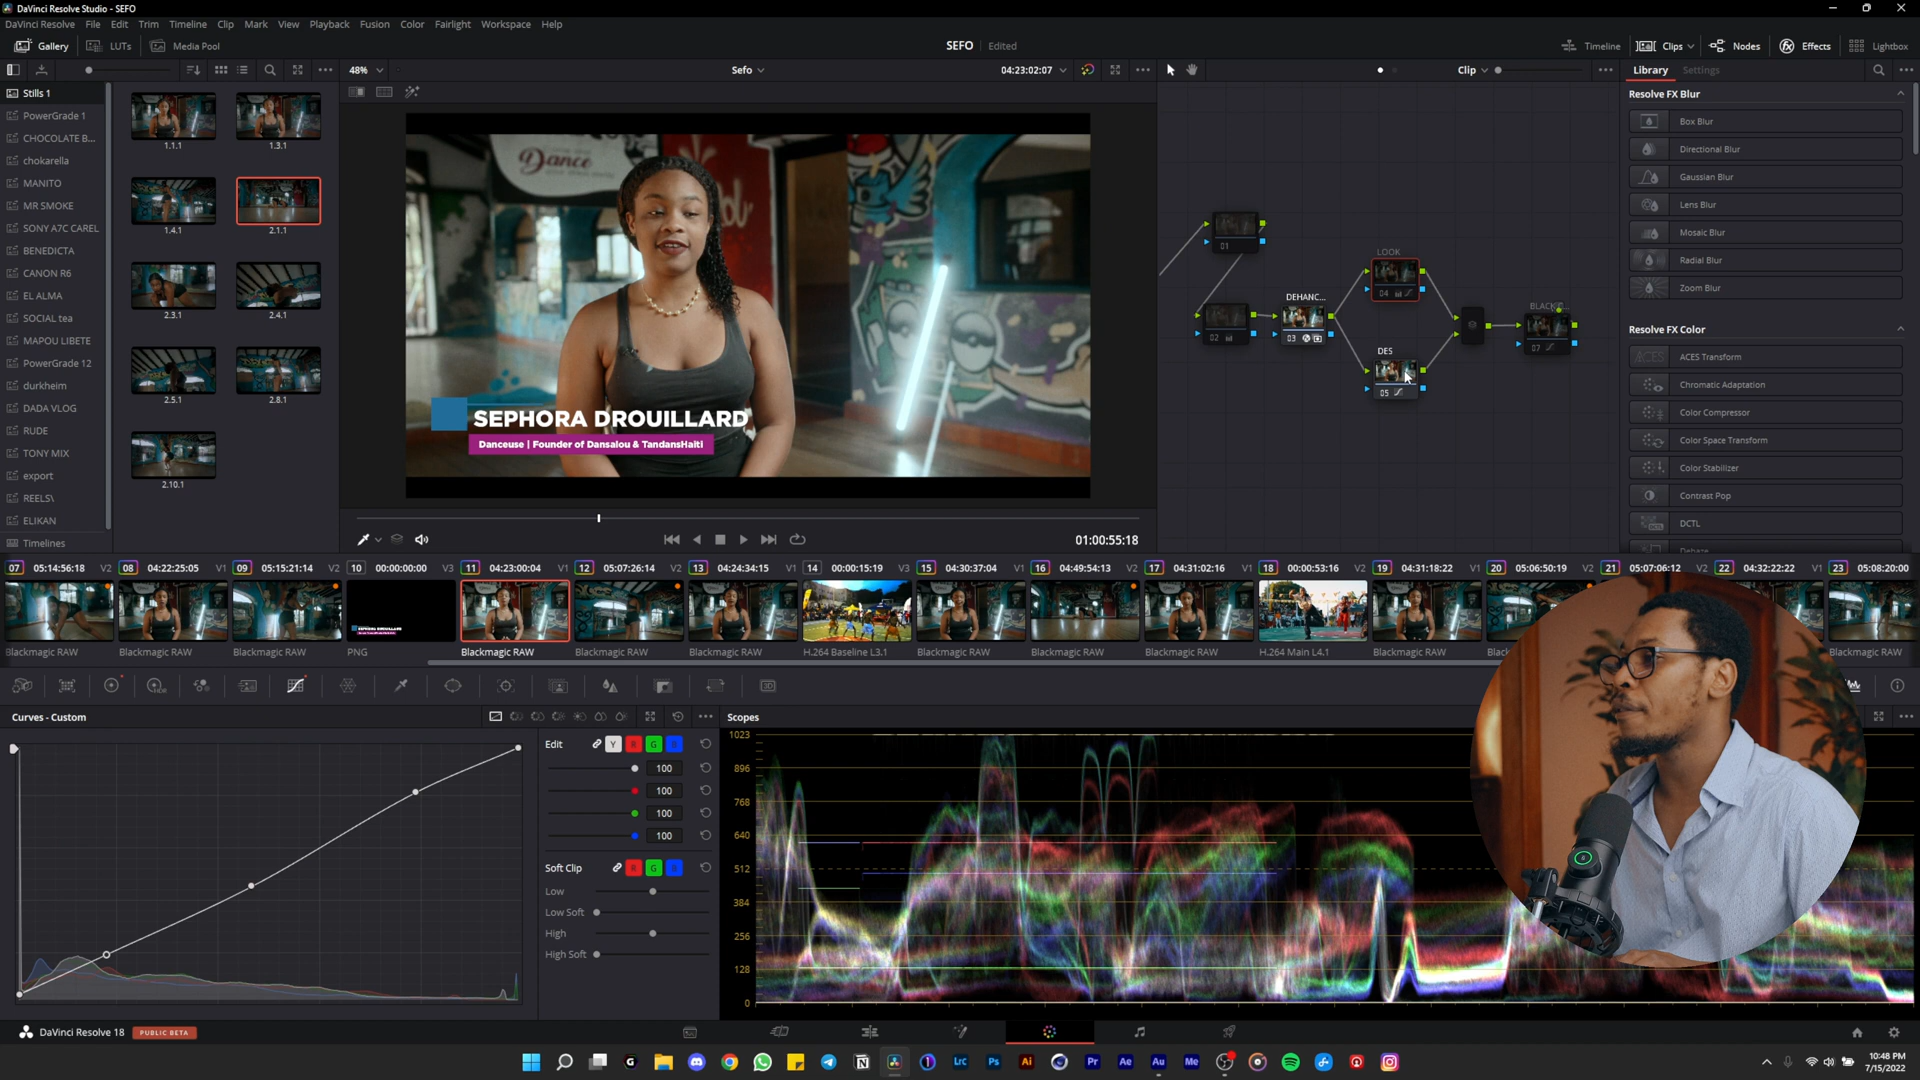 DaVinci Resolve Studio - SEFO
DaVinci Resolve File Edit Trim Timeline Clip Mark View Playback Fusion Color Fairlight Workspace Help
Gallery LUTs Media Pool SEFO Edited Timeline Clips Nodes Effects Lightbox
48% Sefo 04:23:02:07 Clip Library Settings
Stills 1
PowerGrade 1
CHOCOLATE B...
chokarella
MANITO
MR SMOKE
SONY A7C CAREL
BENEDICTA
CANON R6
EL ALMA
SOCIAL tea
MAPOU LIBETE
PowerGrade 12
durkheim
DADA VLOG
RUDE
TONY MIX
export
REELS\
ELIKAN
Timelines
1.1.1 1.3.1
1.4.1 2.1.1
2.3.1 2.4.1
2.5.1 2.8.1
2.10.1
Dance
SEPHORA DROUILLARD
Danceuse | Founder of Dansalou & TandansHaiti
01:00:55:18
01
02
DEHANC...
03
LOOK
04
DES
05
07
Resolve FX Blur
Box Blur
Directional Blur
Gaussian Blur
Lens Blur
Mosaic Blur
Radial Blur
Zoom Blur
Resolve FX Color
ACES Transform
Chromatic Adaptation
Color Compressor
Color Space Transform
Color Stabilizer
Contrast Pop
DCTL
07 05:14:56:18 V2 08 04:22:25:05 V1 09 05:15:21:14 V2 10 00:00:00:00 V3 11 04:23:00:04 V1 12 05:07:26:14 V2 13 04:24:34:15 V1 14 00:00:15:19 V3 15 04:30:37:04 V1 16 04:49:54:13 V2 17 04:31:02:16 V1 18 00:00:53:16 V2 19 04:31:18:22 V1 20 05:06:50:19 V2 21 05:07:06:12 V2 22 04:32:22:22 V1 23 05:08:20:00
Blackmagic RAW Blackmagic RAW Blackmagic RAW PNG Blackmagic RAW Blackmagic RAW Blackmagic RAW H.264 Baseline L3.1 Blackmagic RAW Blackmagic RAW Blackmagic RAW H.264 Main L4.1 Blackmagic RAW Blackmagic RAW
Curves - Custom
Edit Y R G B
100
100
100
100
Soft Clip R G B
Low
Low Soft
High
High Soft
Scopes
1023
896
768
640
512
384
256
128
0
DaVinci Resolve 18 PUBLIC BETA
Lrc Ps Ai Pr Ae Au Me
10:48 PM
7/15/2022